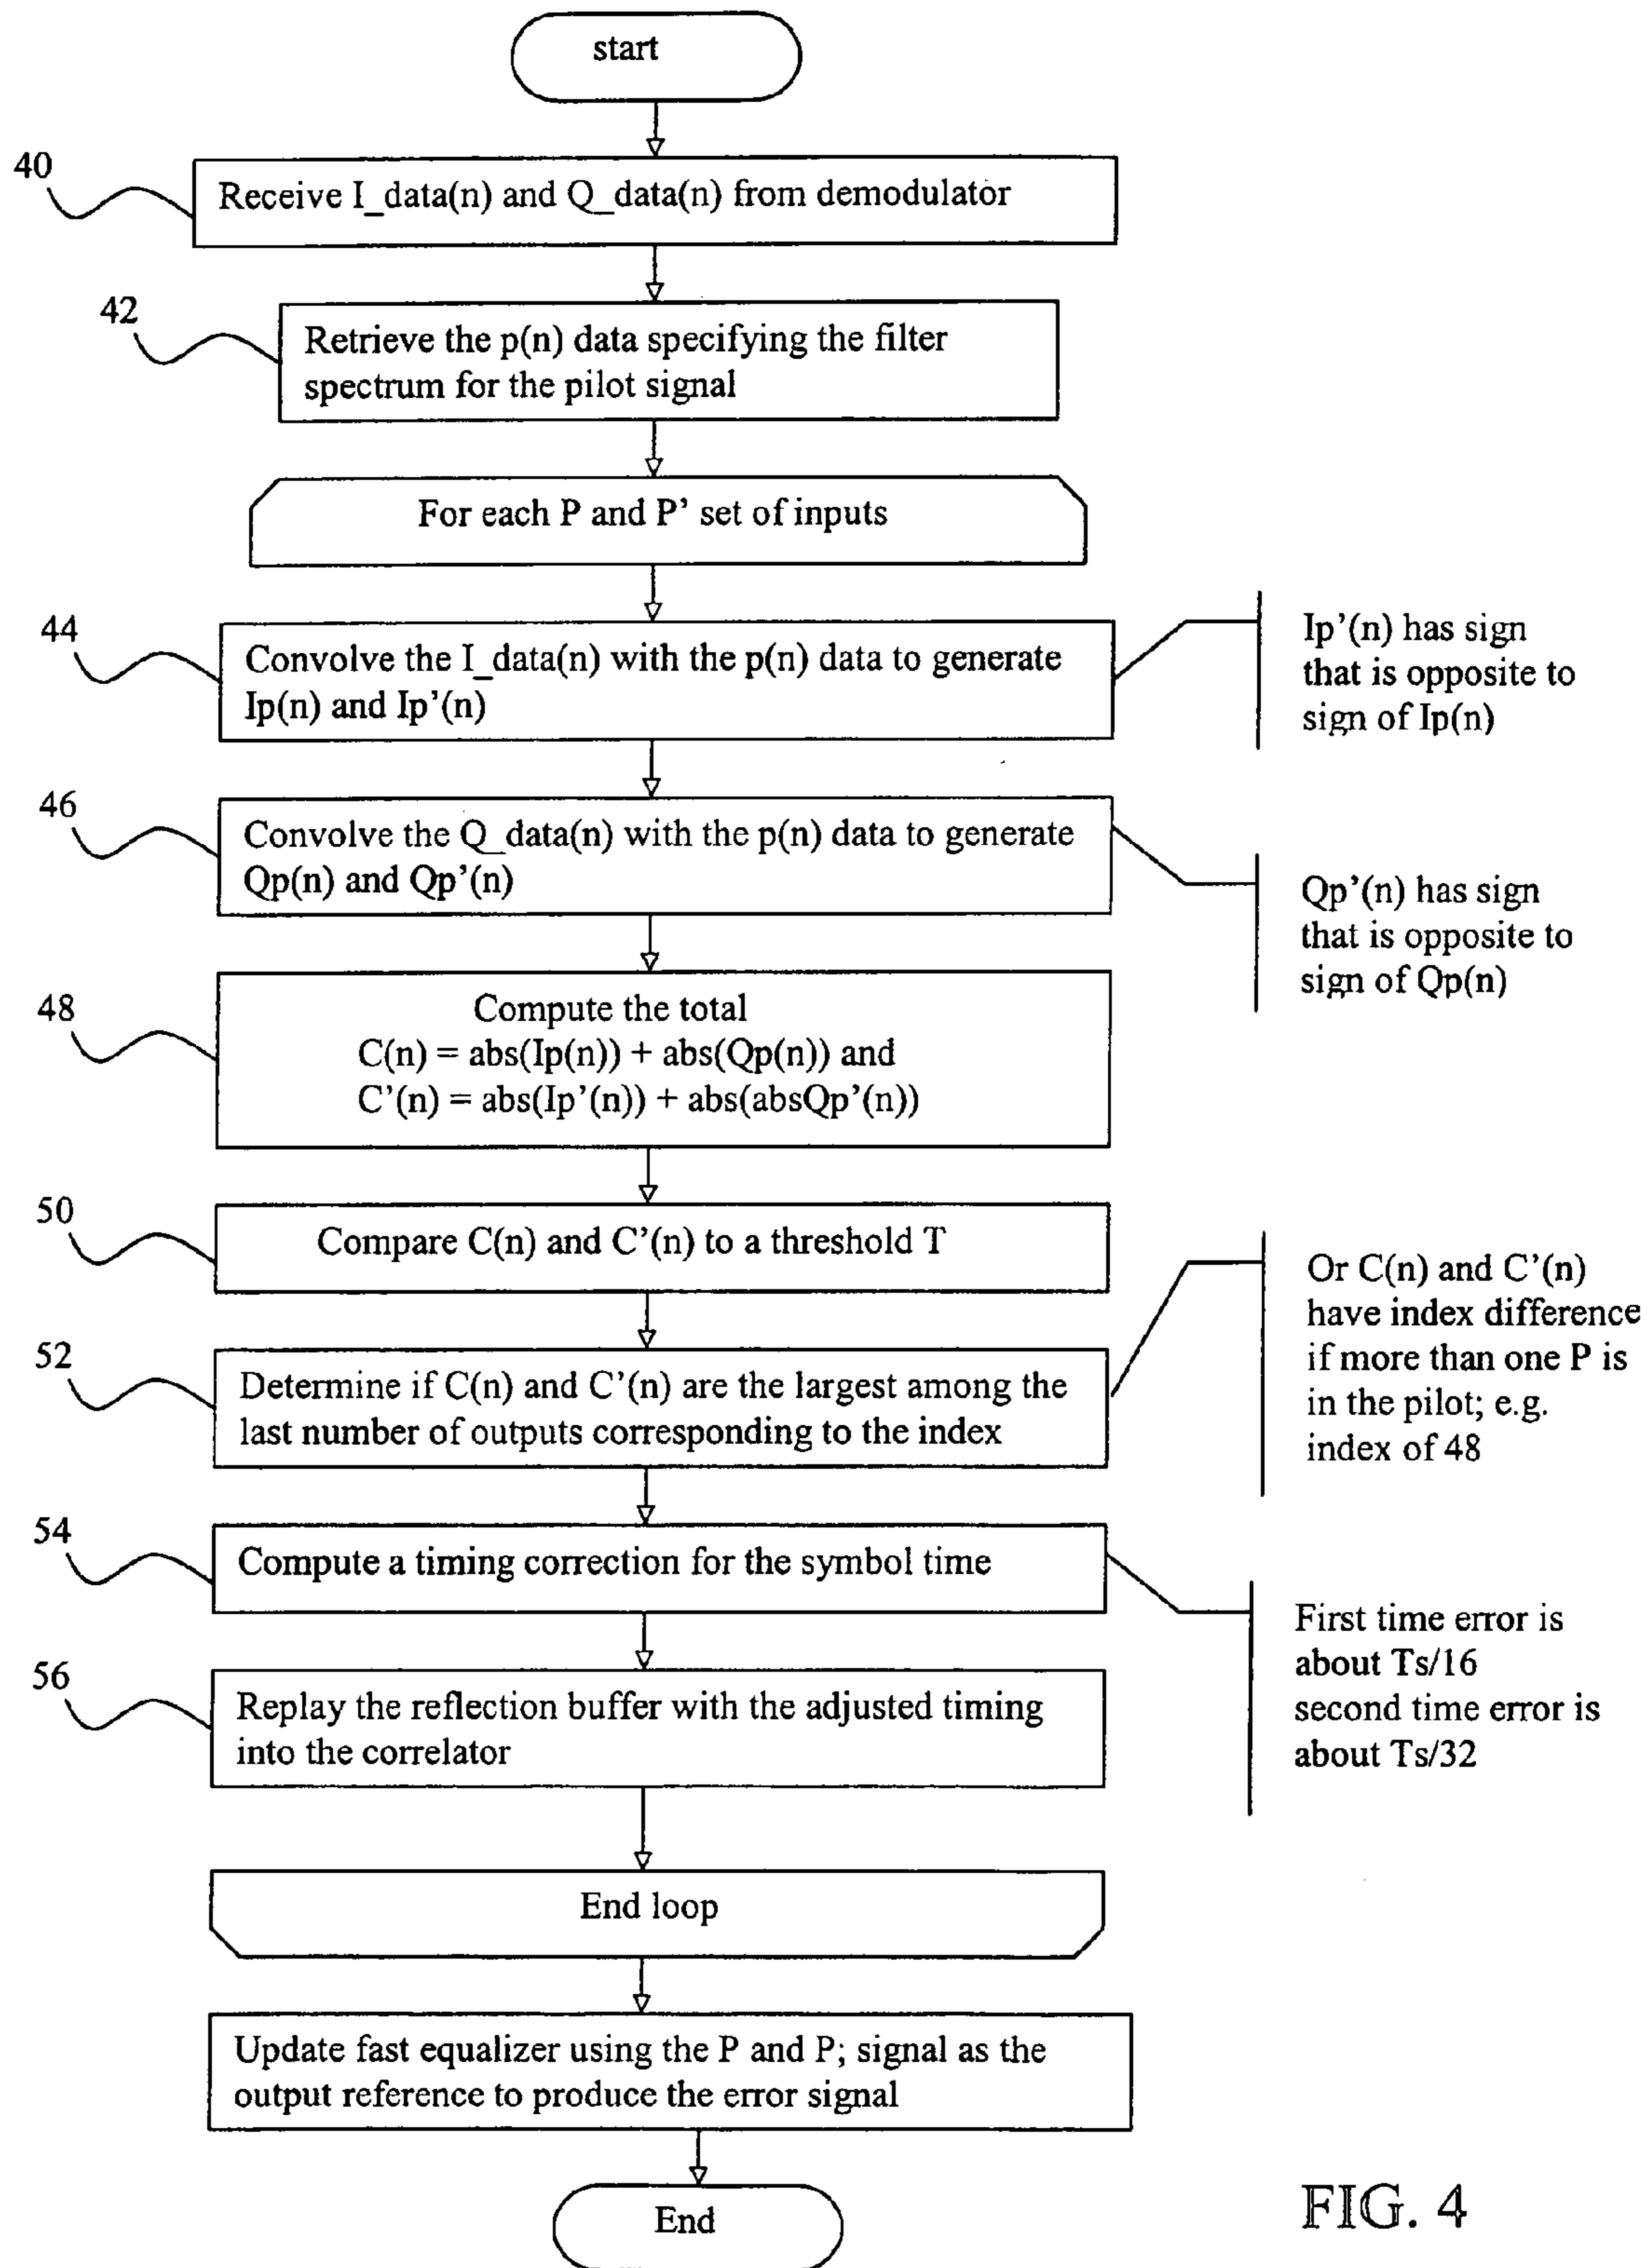 start
40
Receive I_data(n) and Q_data(n) from demodulator
42
Retrieve the p(n) data specifying the filter
spectrum for the pilot signal
For each P and P' set of inputs
44
Convolve the I_data(n) with the p(n) data to generate
Ip(n) and Ip'(n)
Ip'(n) has sign
that is opposite to
sign of Ip(n)
46
Convolve the Q_data(n) with the p(n) data to generate
Qp(n) and Qp'(n)
Qp'(n) has sign
that is opposite to
sign of Qp(n)
48
Compute the total
C(n) = abs(Ip(n)) + abs(Qp(n)) and
C'(n) = abs(Ip'(n)) + abs(absQp'(n))
50
Compare C(n) and C'(n) to a threshold T
52
Determine if C(n) and C'(n) are the largest among the
last number of outputs corresponding to the index
Or C(n) and C'(n)
have index difference
if more than one P is
in the pilot; e.g.
index of 48
54
Compute a timing correction for the symbol time
First time error is
about Ts/16
second time error is
about Ts/32
56
Replay the reflection buffer with the adjusted timing
into the correlator
End loop
Update fast equalizer using the P and P; signal as the
output reference to produce the error signal
End
FIG. 4